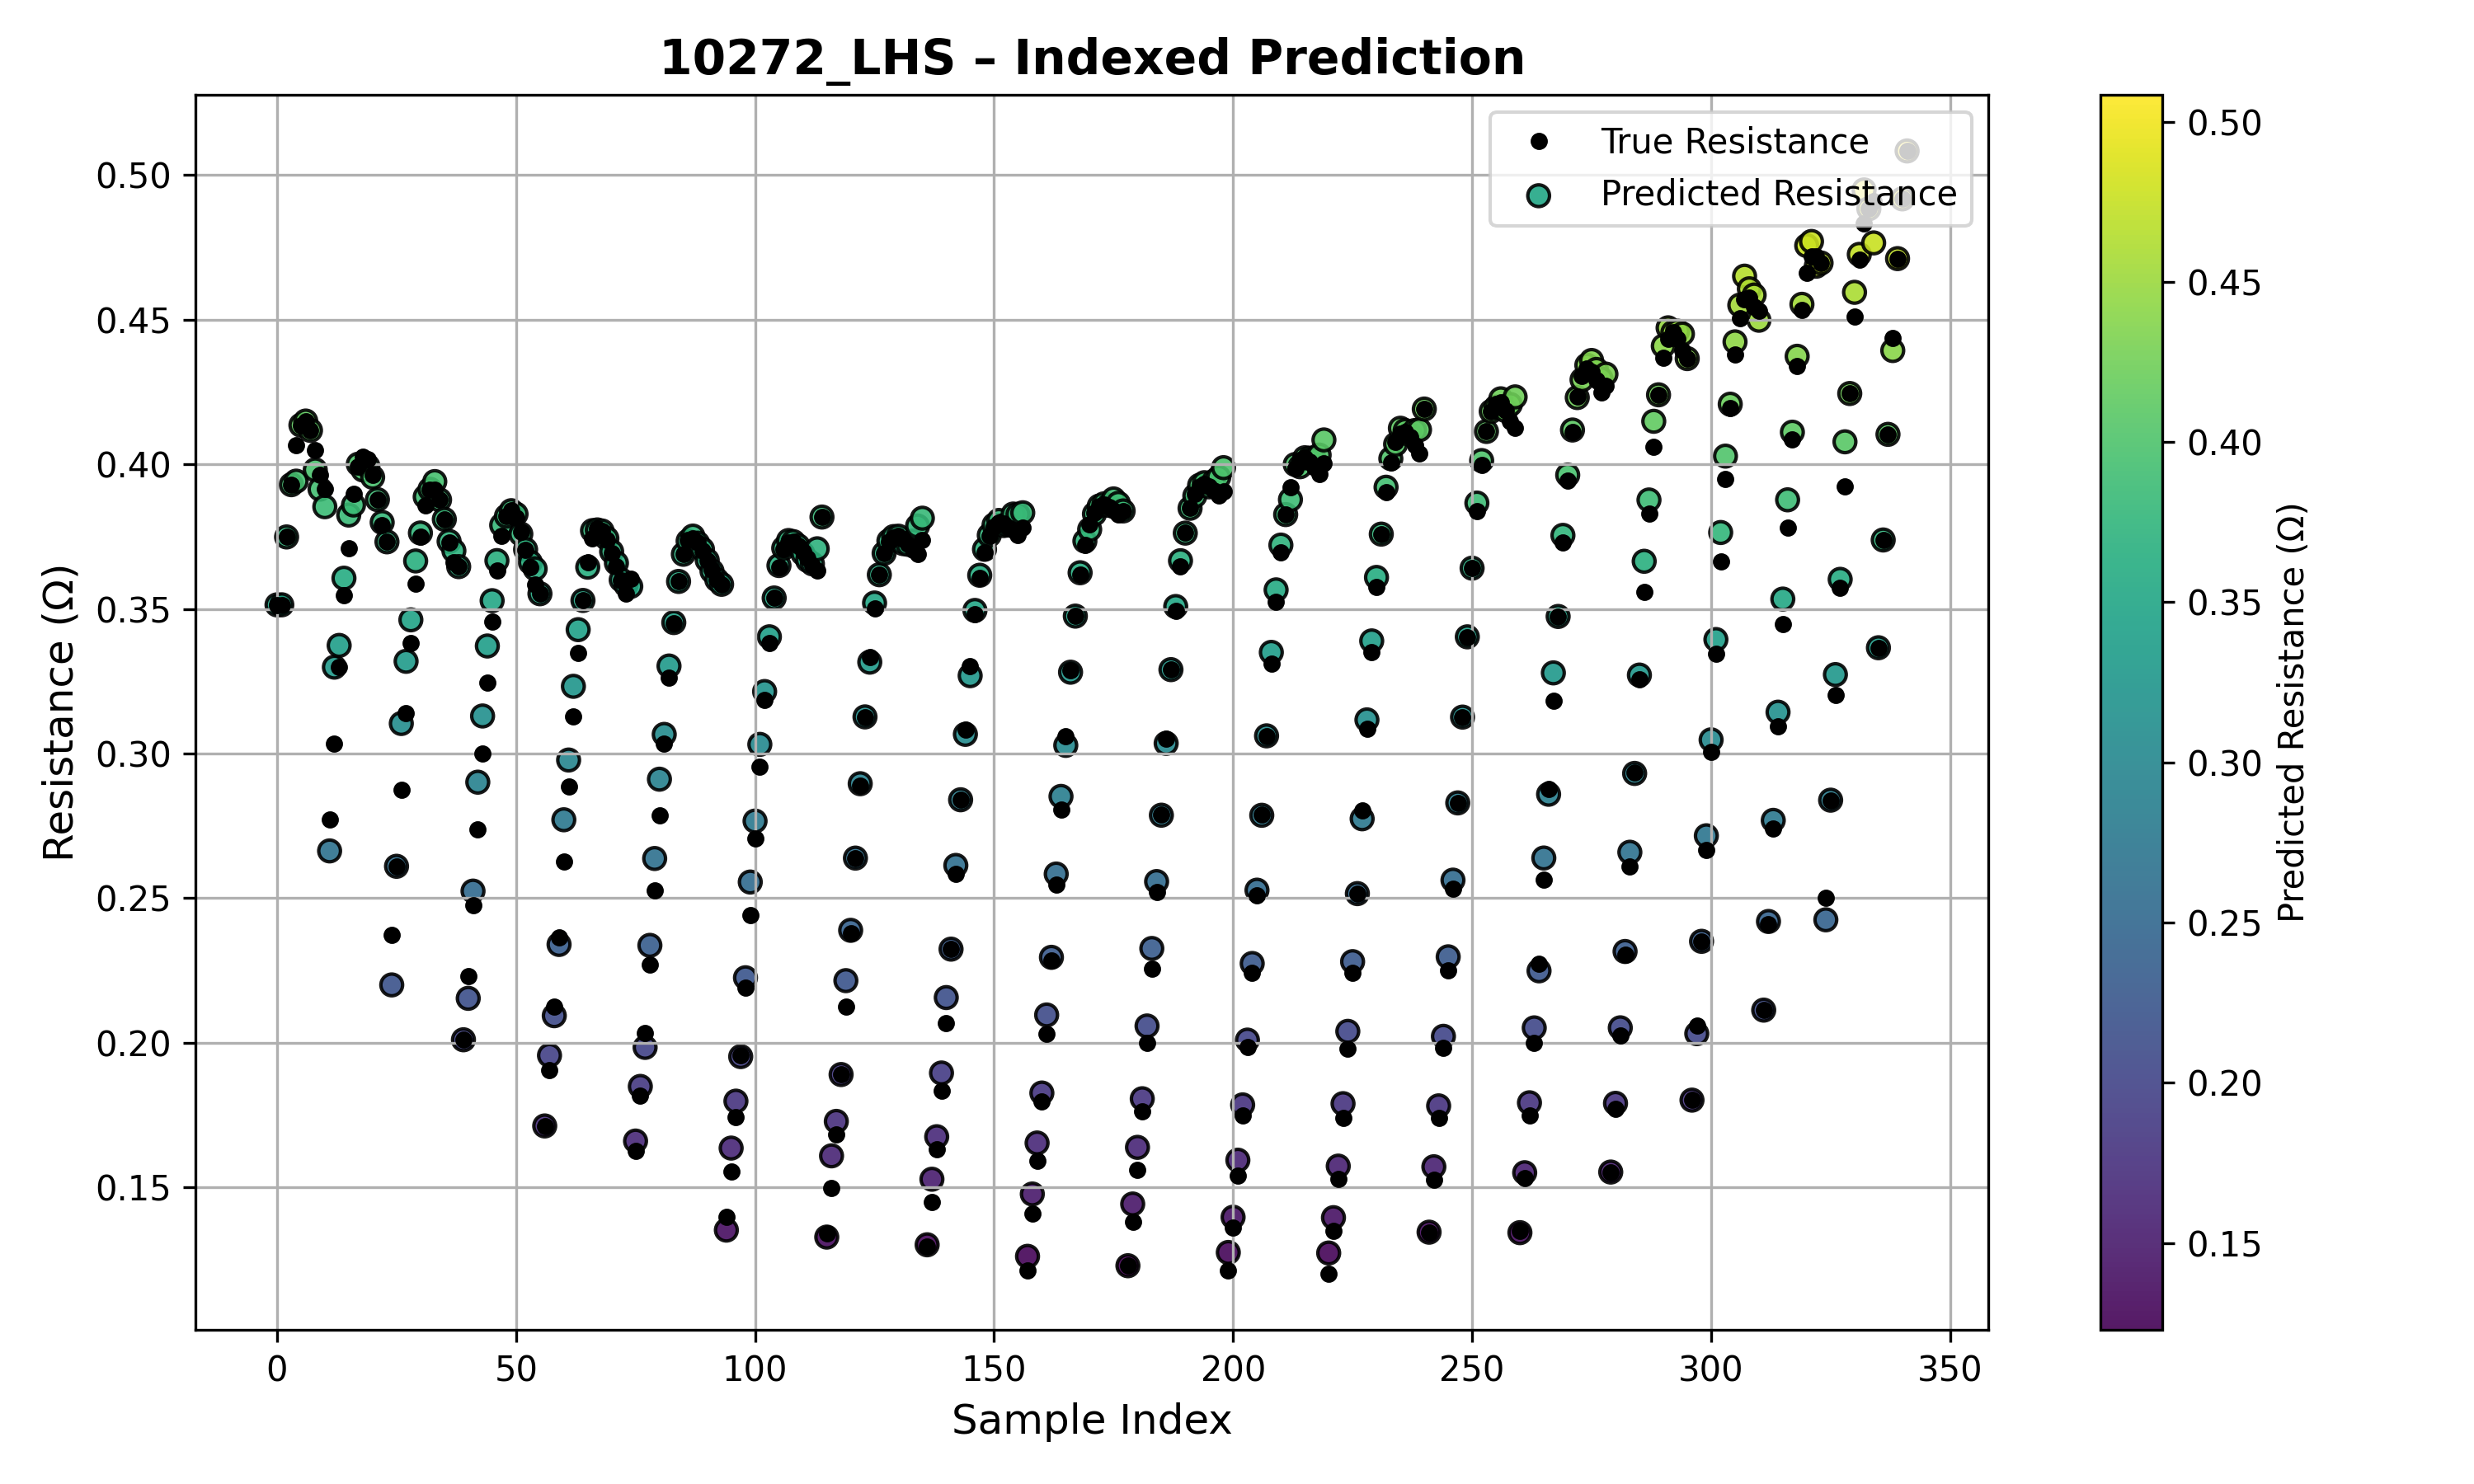 10272_LHS – Indexed Prediction
True Resistance
Predicted Resistance
Resistance (Ω)
0.50
0.45
0.40
0.35
0.30
0.25
0.20
0.15
0 50 100 150 200 250 300 350
Sample Index
0.50
0.45
0.40
0.35
0.30
0.25
0.20
0.15
Predicted Resistance (Ω)